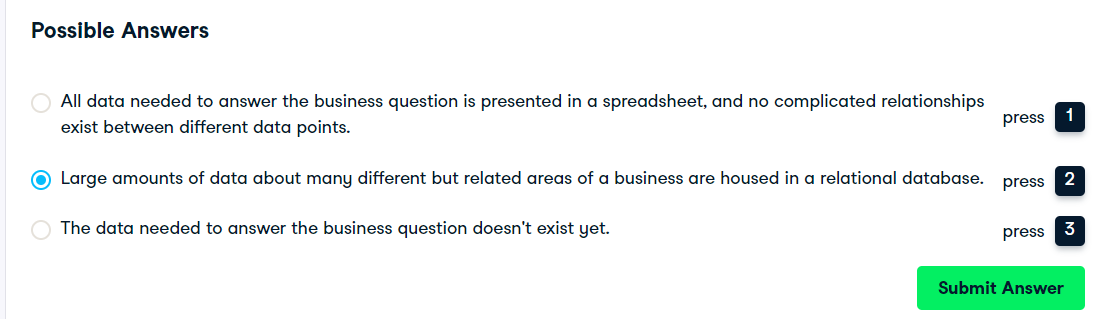 Possible Answers
All data needed to answer the business question is presented in a spreadsheet, and no complicated relationships
exist between different data points.
press 1
Large amounts of data about many different but related areas of a business are housed in a relational database.
press 2
The data needed to answer the business question doesn't exist yet.
press 3
Submit Answer